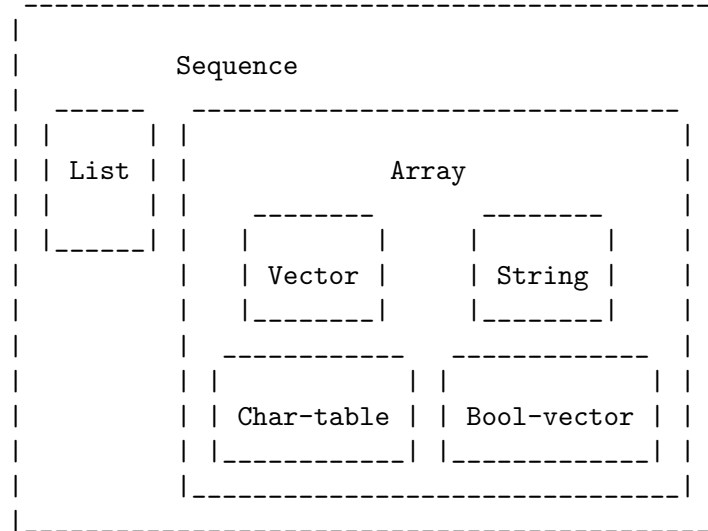 Sequence
List Array
Vector String
Char-table Bool-vector